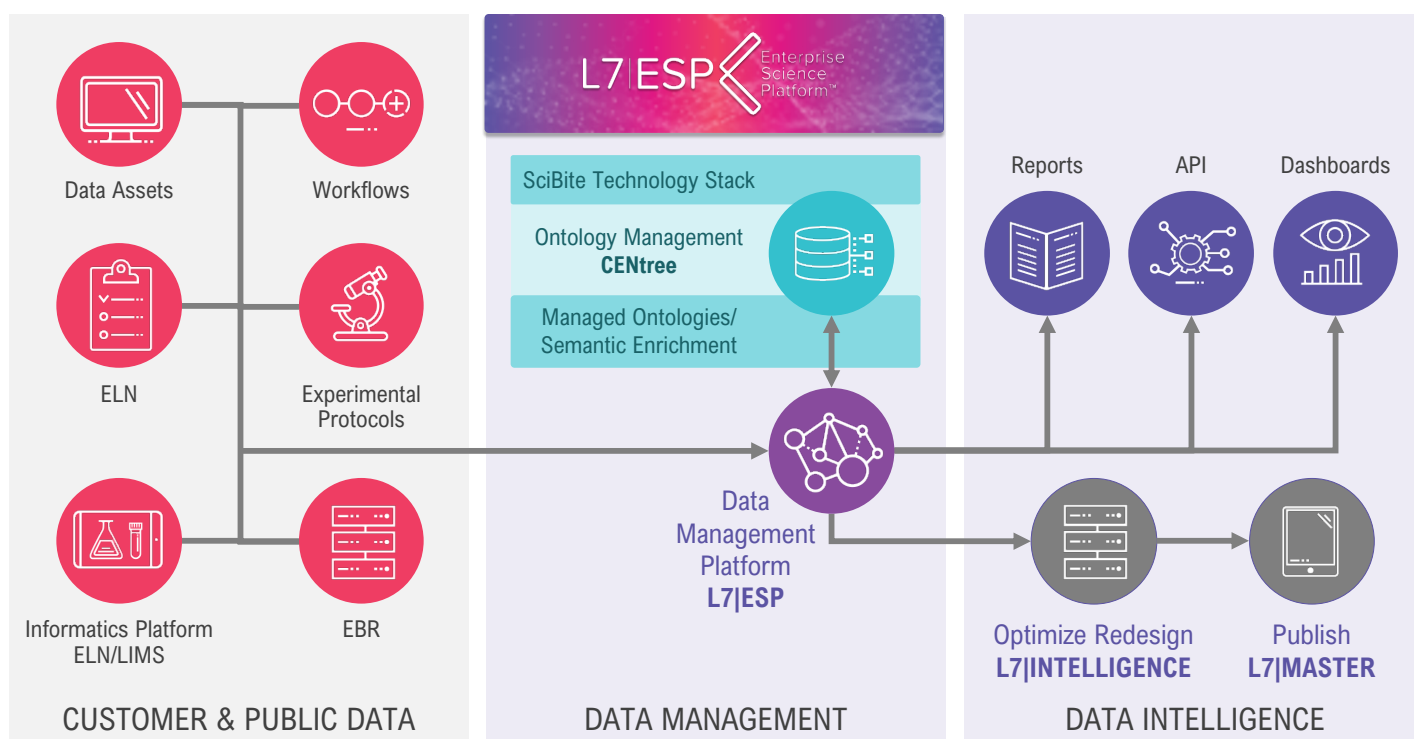 L7|ESP
Enterprise
Science
Platform™
Data Assets
Workflows
ELN
Experimental
Protocols
Informatics Platform
ELN/LIMS
EBR
CUSTOMER & PUBLIC DATA
SciBite Technology Stack
Ontology Management
CENtree
Managed Ontologies/
Semantic Enrichment
Data
Management
Platform
L7|ESP
DATA MANAGEMENT
Reports
API
Dashboards
Optimize Redesign
L7|INTELLIGENCE
Publish
L7|MASTER
DATA INTELLIGENCE